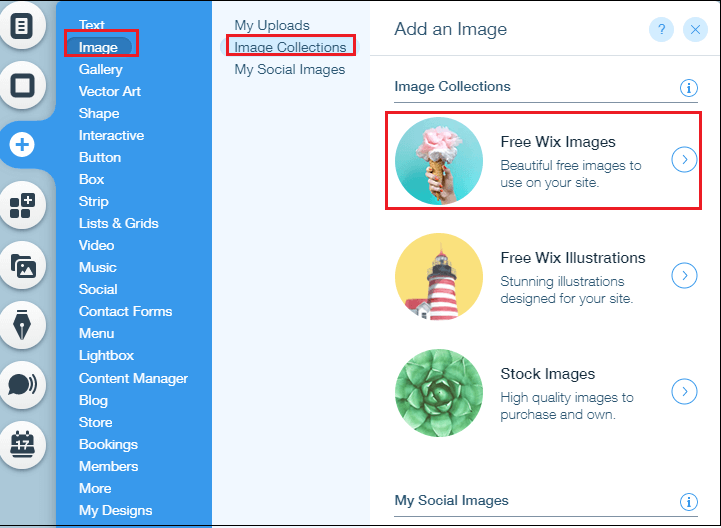 Text
Image
Gallery
Vector Art
Shape
Interactive
Button
Box
Strip
Lists & Grids
Video
Music
Social
Contact Forms
Menu
Lightbox
Content Manager
Blog
Store
Bookings
Members
More
My Designs
My Uploads
Image Collections
My Social Images
Add an Image
?
Image Collections
i
Free Wix Images
Beautiful free images to
use on your site.
Free Wix Illustrations
Stunning illustrations
designed for your site.
Stock Images
High quality images to
purchase and own.
My Social Images
i
17